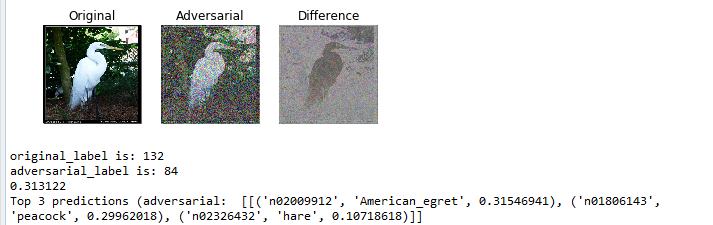 Original Adversarial Difference
original_label is: 132
adversarial_label is: 84
0.313122
Top 3 predictions (adversarial:  [[('n02009912', 'American_egret', 0.31546941), ('n01806143',
'peacock', 0.29962018), ('n02326432', 'hare', 0.10718618)]]